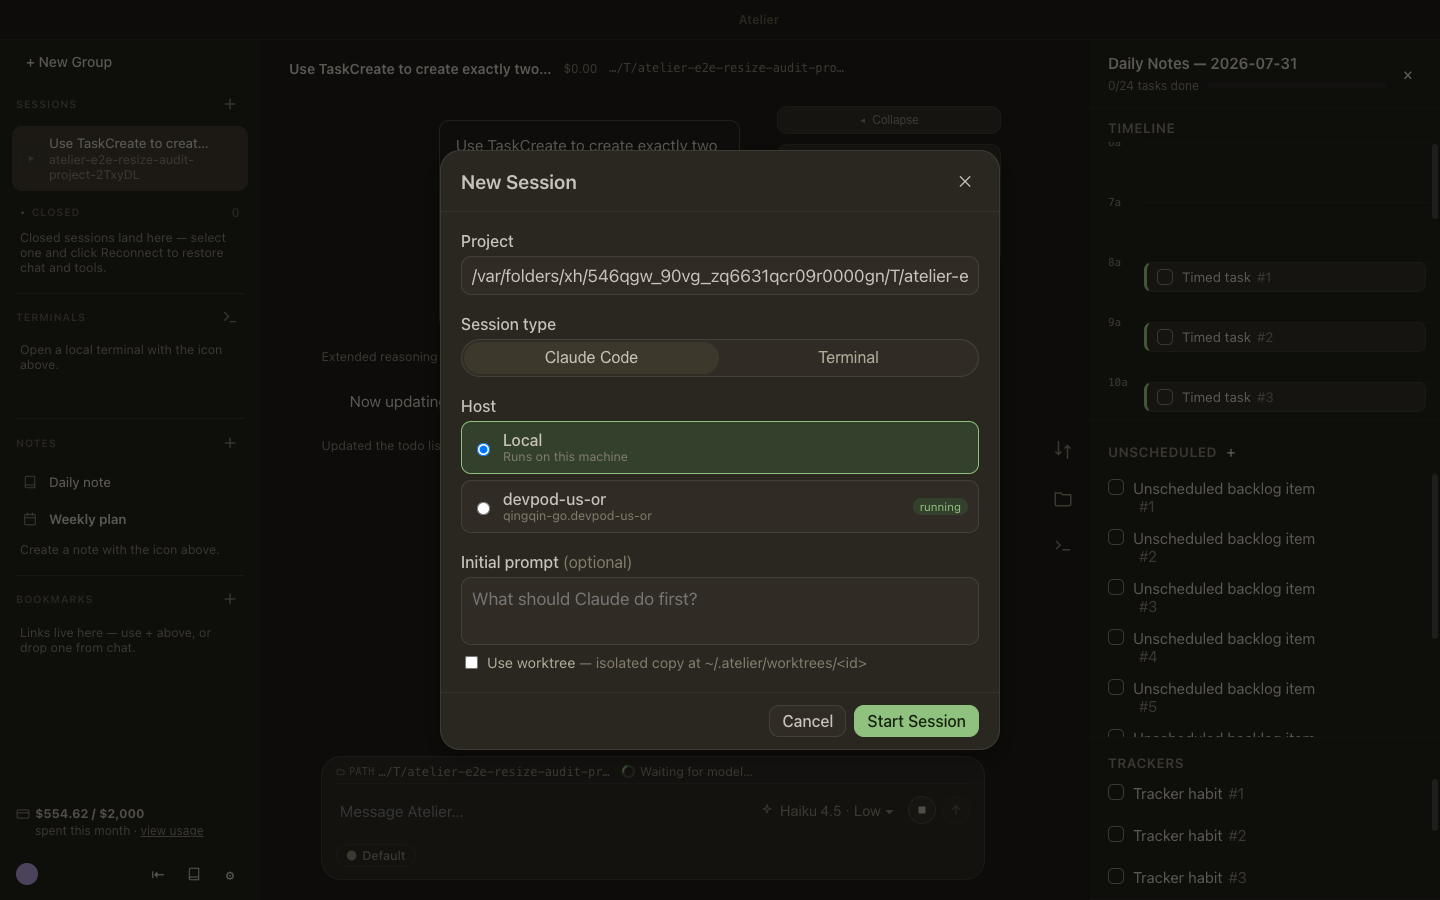 Atelier
+ New Group
SESSIONS
Use TaskCreate to creat...
atelier-e2e-resize-audit-
project-2TxyDL
CLOSED 0
Closed sessions land here — select
one and click Reconnect to restore
chat and tools.
TERMINALS
Open a local terminal with the icon
above.
NOTES
Daily note
Weekly plan
Create a note with the icon above.
BOOKMARKS
Links live here — use + above, or
drop one from chat.
$554.62 / $2,000
spent this month · view usage
Use TaskCreate to create exactly two... $0.00 …/T/atelier-e2e-resize-audit-pro…
Collapse
Use TaskCreate to create exactly two
Extended reasoning
Now updatin
Updated the todo lis
New Session
Project
/var/folders/xh/546qgw_90vg_zq6631qcr09r0000gn/T/atelier-e
Session type
Claude Code Terminal
Host
Local
Runs on this machine
devpod-us-or
qingqin-go.devpod-us-or
running
Initial prompt (optional)
What should Claude do first?
Use worktree — isolated copy at ~/.atelier/worktrees/<id>
Cancel Start Session
PATH …/T/atelier-e2e-resize-audit-pr… Waiting for model…
Message Atelier...
Haiku 4.5 · Low
Default
Daily Notes — 2026-07-31
0/24 tasks done
TIMELINE
6a
7a
8a
Timed task #1
9a
Timed task #2
10a
Timed task #3
UNSCHEDULED +
Unscheduled backlog item
#1
Unscheduled backlog item
#2
Unscheduled backlog item
#3
Unscheduled backlog item
#4
Unscheduled backlog item
#5
Unscheduled backlog item
TRACKERS
Tracker habit #1
Tracker habit #2
Tracker habit #3